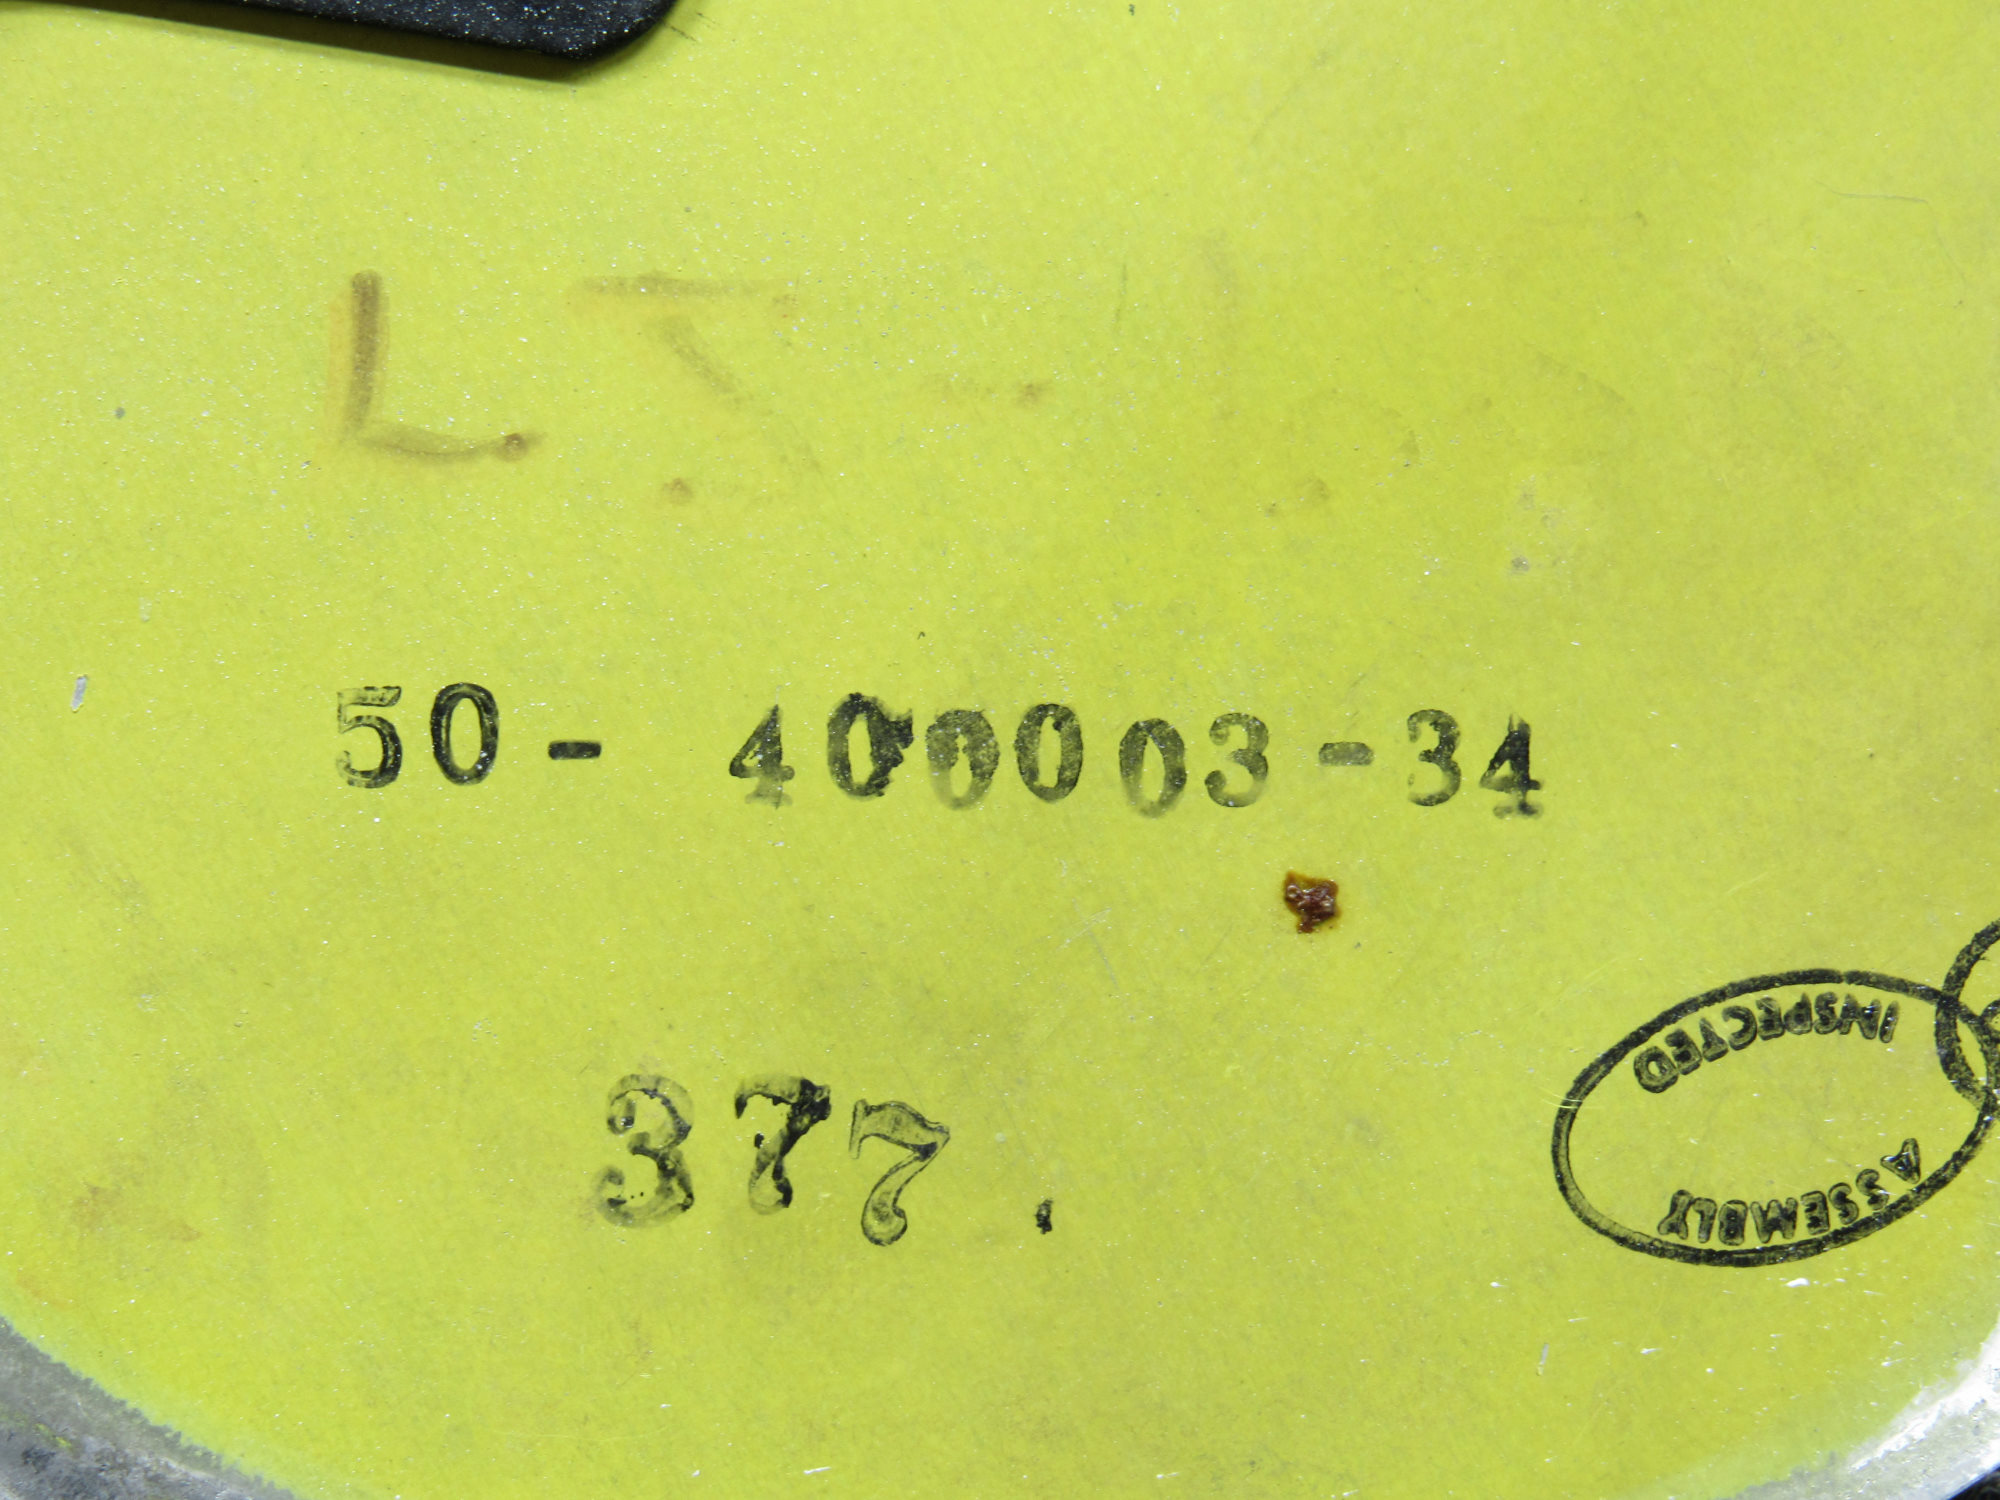 50-400003-34
377
INSPECTED
ASSEMBLY